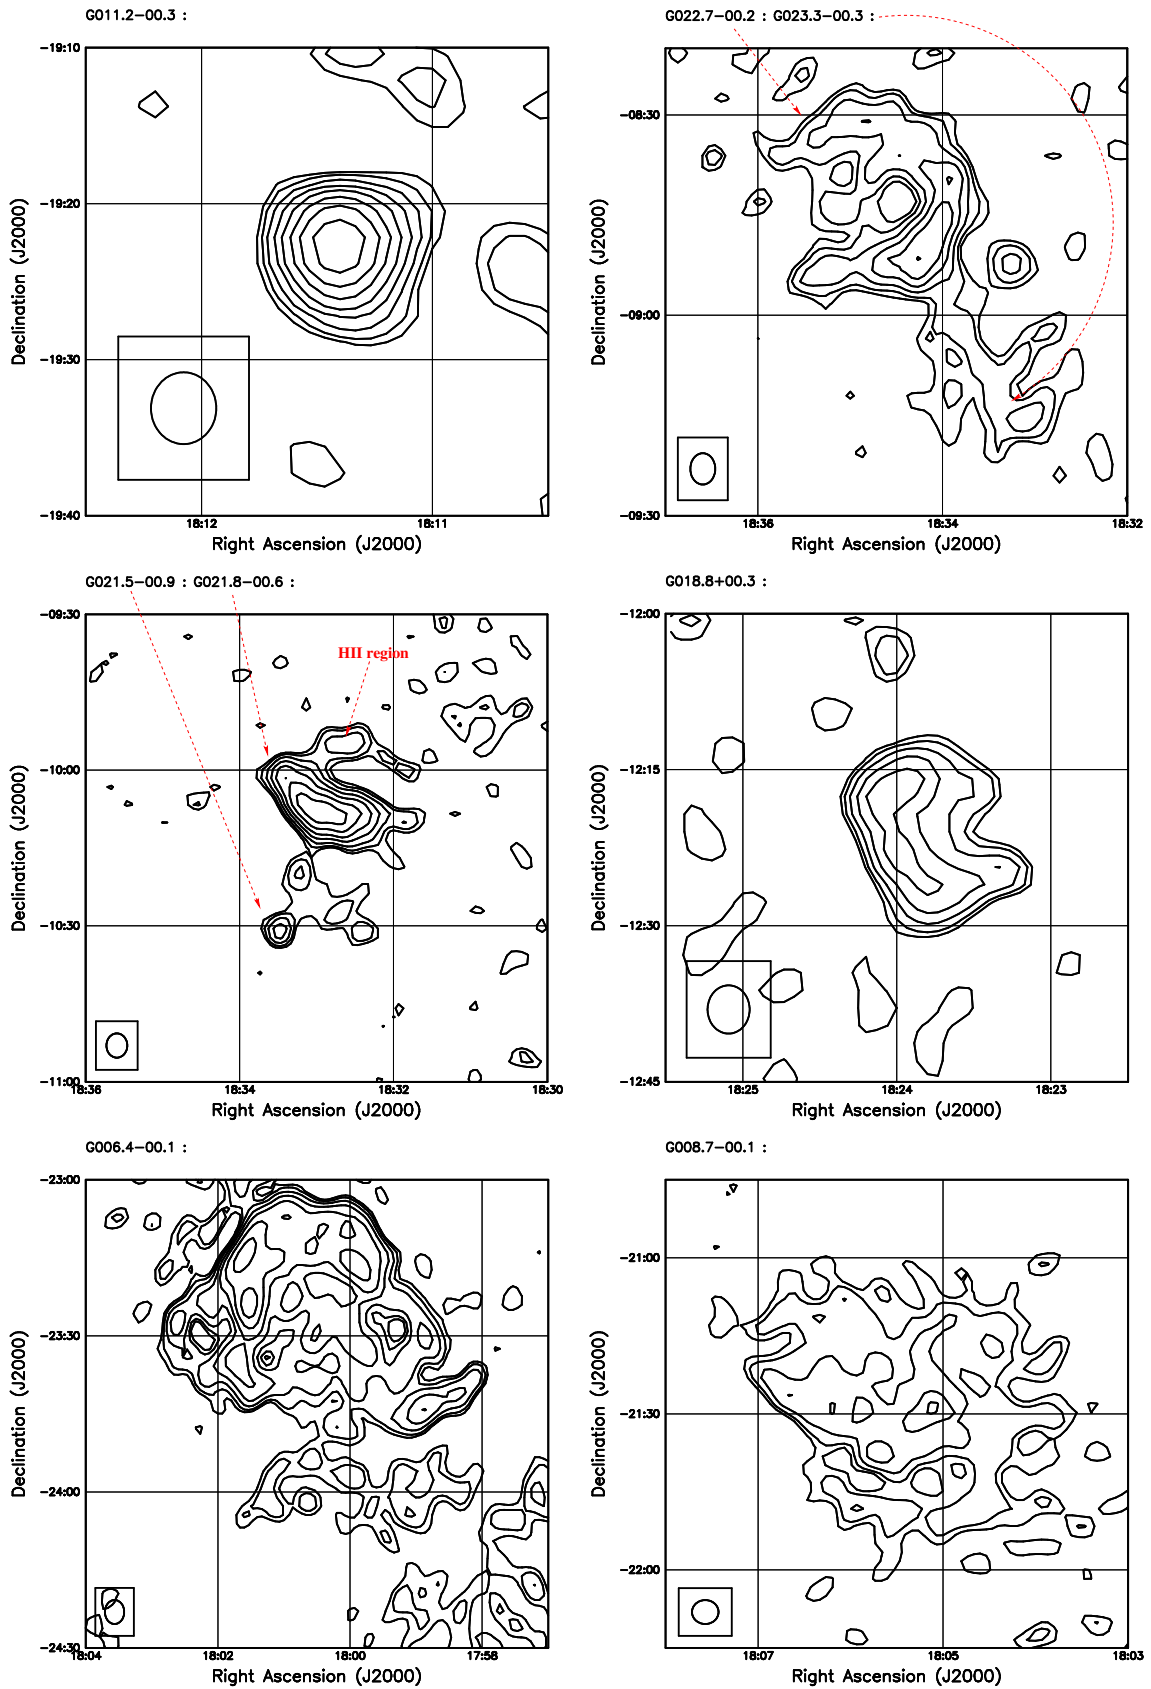 G011.2-00.3 :
-19:10
-19:20
-19:30
-19:40
18:12
18:11
Right Ascension (J2000)
Declination (J2000)
G022.7-00.2 : G023.3-00.3 :
-08:30
-09:00
-09:30
18:36
18:34
18:32
Right Ascension (J2000)
Declination (J2000)
G021.5-00.9 : G021.8-00.6 :
HII region
-09:30
-10:00
-10:30
-11:00
18:36
18:34
18:32
18:30
Right Ascension (J2000)
Declination (J2000)
G018.8+00.3 :
-12:00
-12:15
-12:30
-12:45
18:25
18:24
18:23
Right Ascension (J2000)
Declination (J2000)
G006.4-00.1 :
-23:00
-23:30
-24:00
-24:30
18:04
18:02
18:00
17:58
Right Ascension (J2000)
Declination (J2000)
G008.7-00.1 :
-21:00
-21:30
-22:00
18:07
18:05
18:03
Right Ascension (J2000)
Declination (J2000)